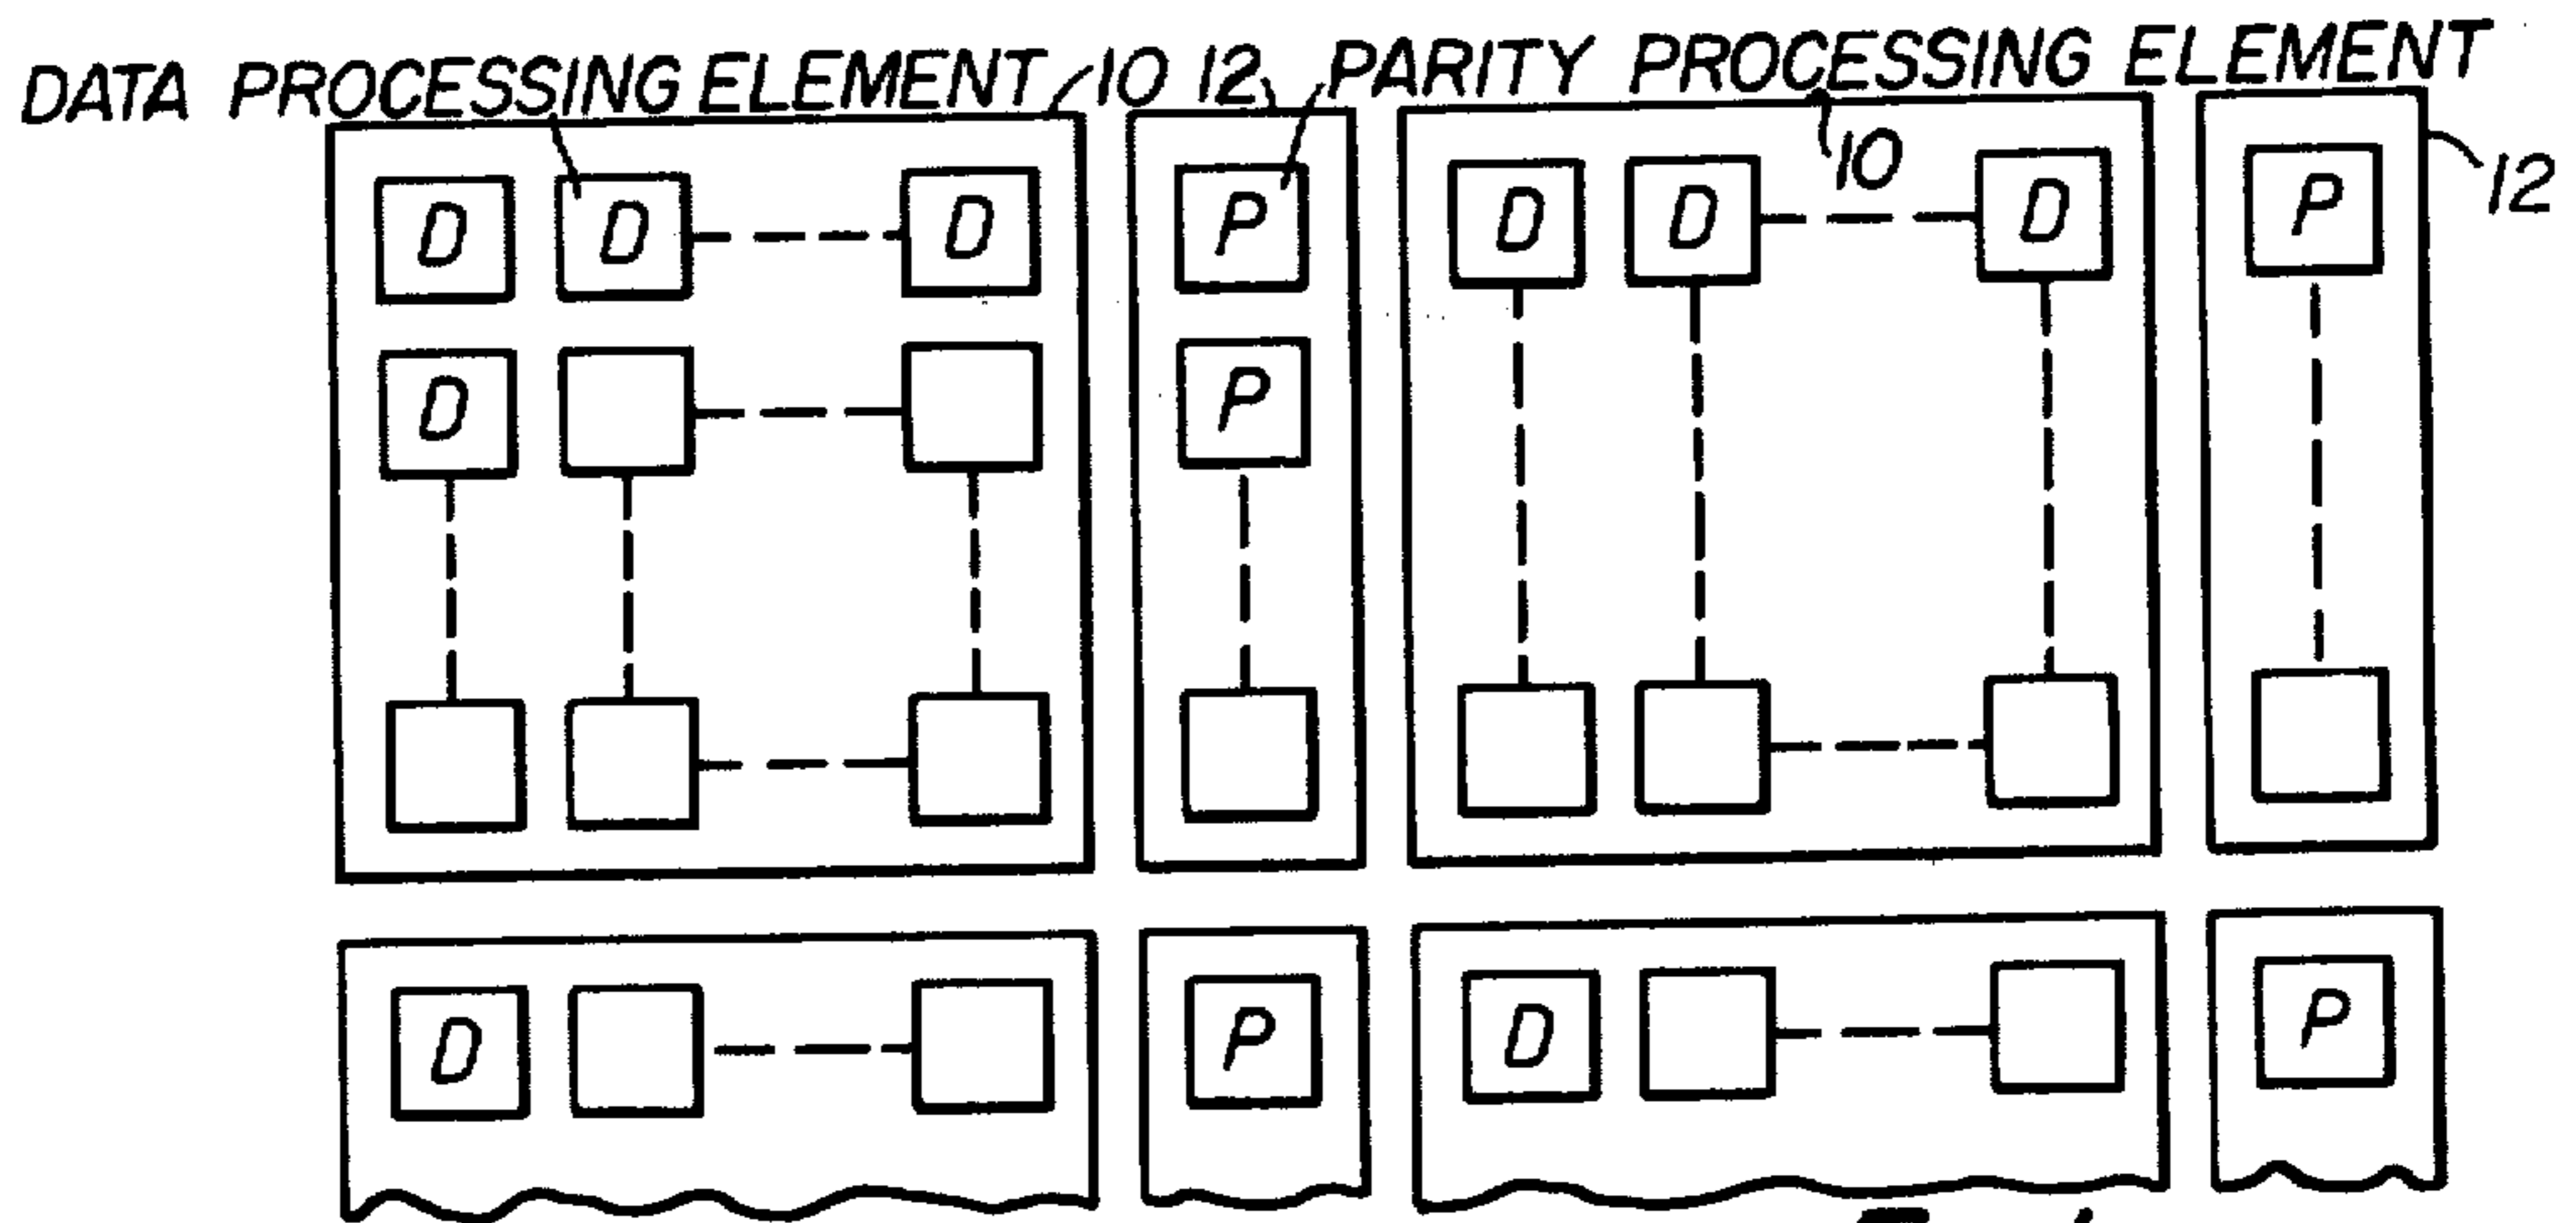 DATA PROCESSING ELEMENT 10 12 PARITY PROCESSING ELEMENT
10
12
D D D P D D D P
D P
D P D P